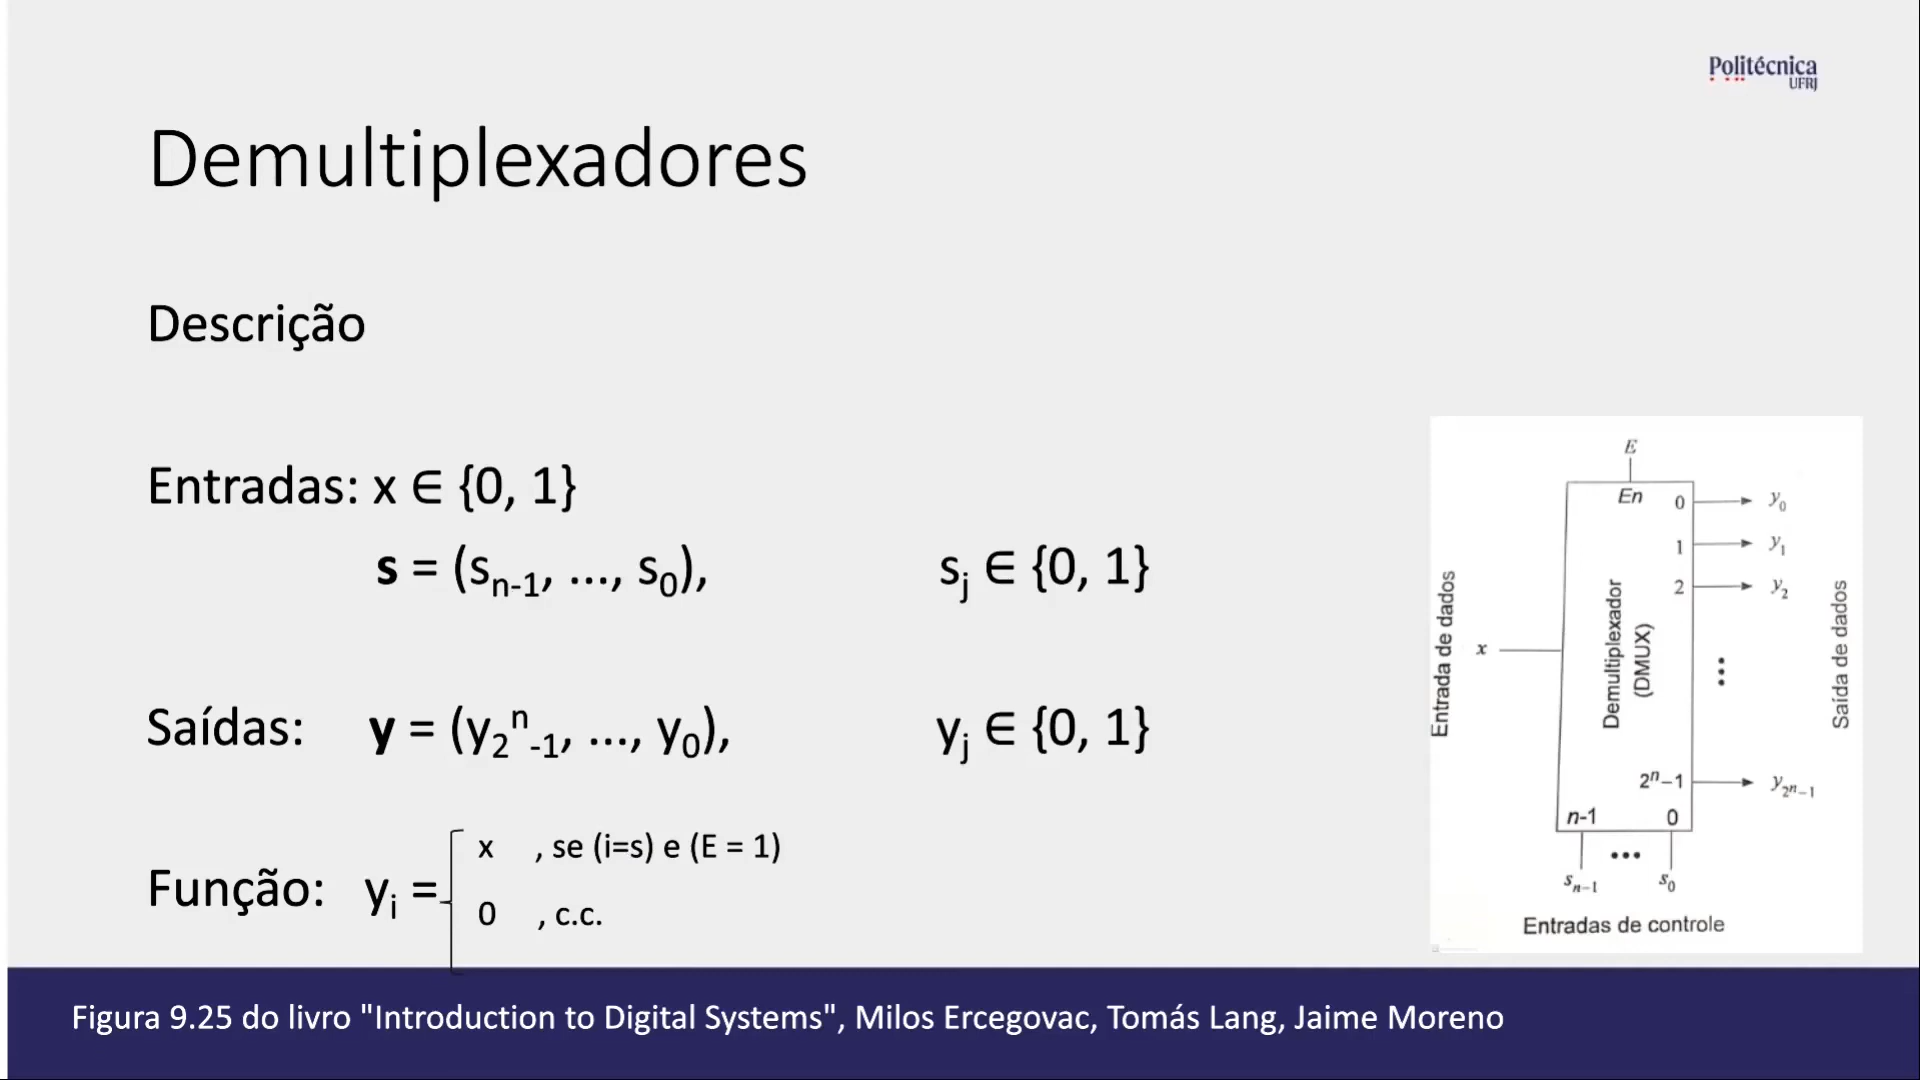 Politécnica
UFRJ
Demultiplexadores
Descrição
Entradas: x ∈ {0, 1}
s = (sn-1, ..., s0), sj ∈ {0, 1}
Saídas: y = (y2n-1, ..., y0), yj ∈ {0, 1}
Função: yi =
x , se (i=s) e (E = 1)
0 , c.c.
E
En
0 y0
1 y1
2 y2
Entrada de dados
x
Demultiplexador
(DMUX)
Saída de dados
2n–1 y2n–1
n-1 0
sn–1 s0
Entradas de controle
Figura 9.25 do livro "Introduction to Digital Systems", Milos Ercegovac, Tomás Lang, Jaime Moreno